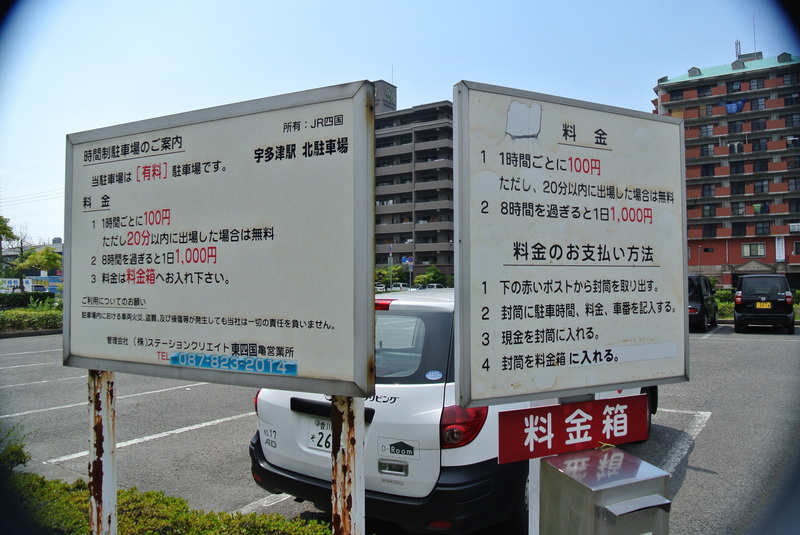 時間制駐車場のご案内
所有：JR四国
宇多津駅 北駐車場
当駐車場は[有料]駐車場です。
料 金
1 1時間ごとに100円
ただし20分以内に出場した場合は無料
2 8時間を過ぎると1日1,000円
3 料金は料金箱へお入れ下さい。
ご利用についてのお願い
駐車場内における車両火災、盗難、及び損傷等が発生しても当社は一切の責任を負いません。
管理会社 (株)ステーションクリエイト東四国亀営業所
TEL 087-823-2014
料 金
1 1時間ごとに100円
ただし、20分以内に出場した場合は無料
2 8時間を過ぎると1日1,000円
料金のお支払い方法
1 下の赤いポストから封筒を取り出す。
2 封筒に駐車時間、料金、車番を記入する。
3 現金を封筒に入れる。
4 封筒を料金箱に入れる。
料金箱
香川
そ 26
AD
D-Room